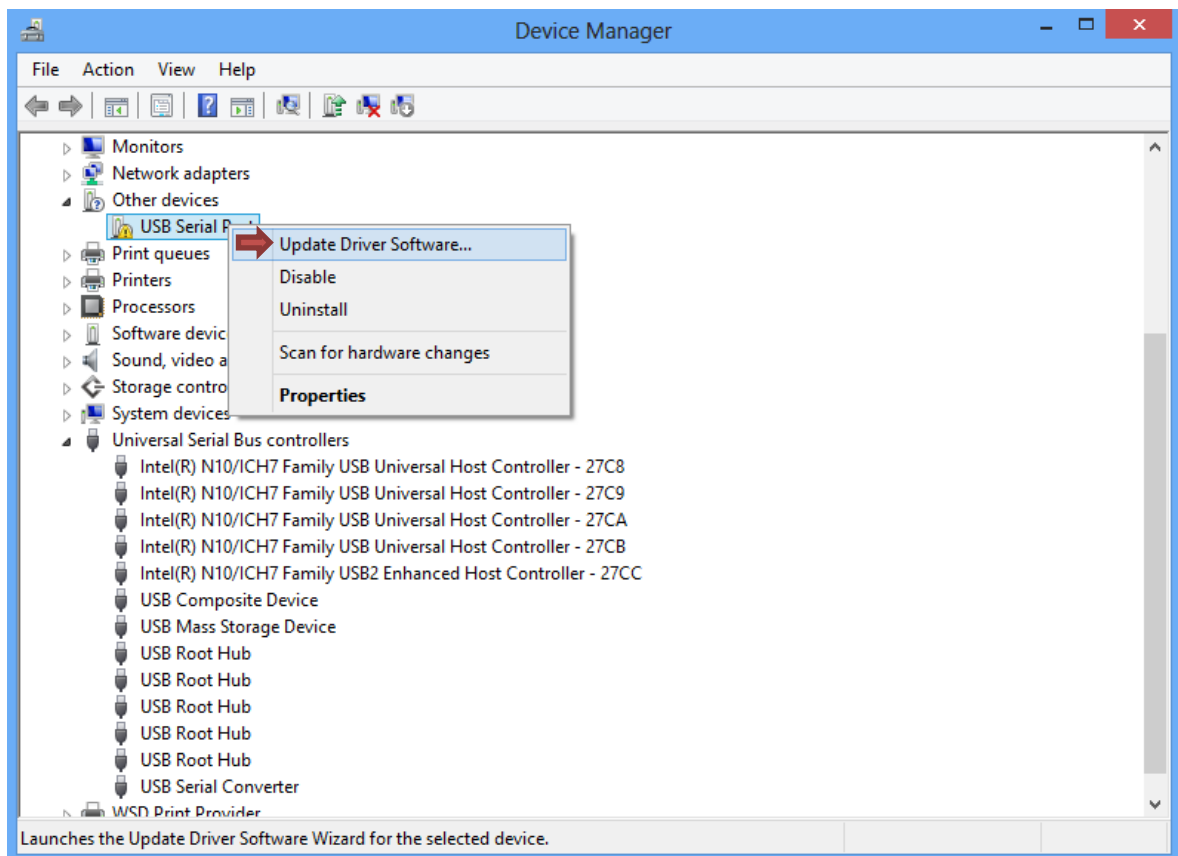 Device Manager
File Action View Help
Monitors
Network adapters
Other devices
USB Serial
Update Driver Software...
Print queues
Disable
Printers
Processors
Uninstall
Software devic
Sound, video a
Scan for hardware changes
Storage contro
Properties
System devices
Universal Serial Bus controllers
Intel(R) N10/ICH7 Family USB Universal Host Controller - 27C8
Intel(R) N10/ICH7 Family USB Universal Host Controller - 27C9
Intel(R) N10/ICH7 Family USB Universal Host Controller - 27CA
Intel(R) N10/ICH7 Family USB Universal Host Controller - 27CB
Intel(R) N10/ICH7 Family USB2 Enhanced Host Controller - 27CC
USB Composite Device
USB Mass Storage Device
USB Root Hub
USB Root Hub
USB Root Hub
USB Root Hub
USB Root Hub
USB Serial Converter
WSD Print Provider
Launches the Update Driver Software Wizard for the selected device.